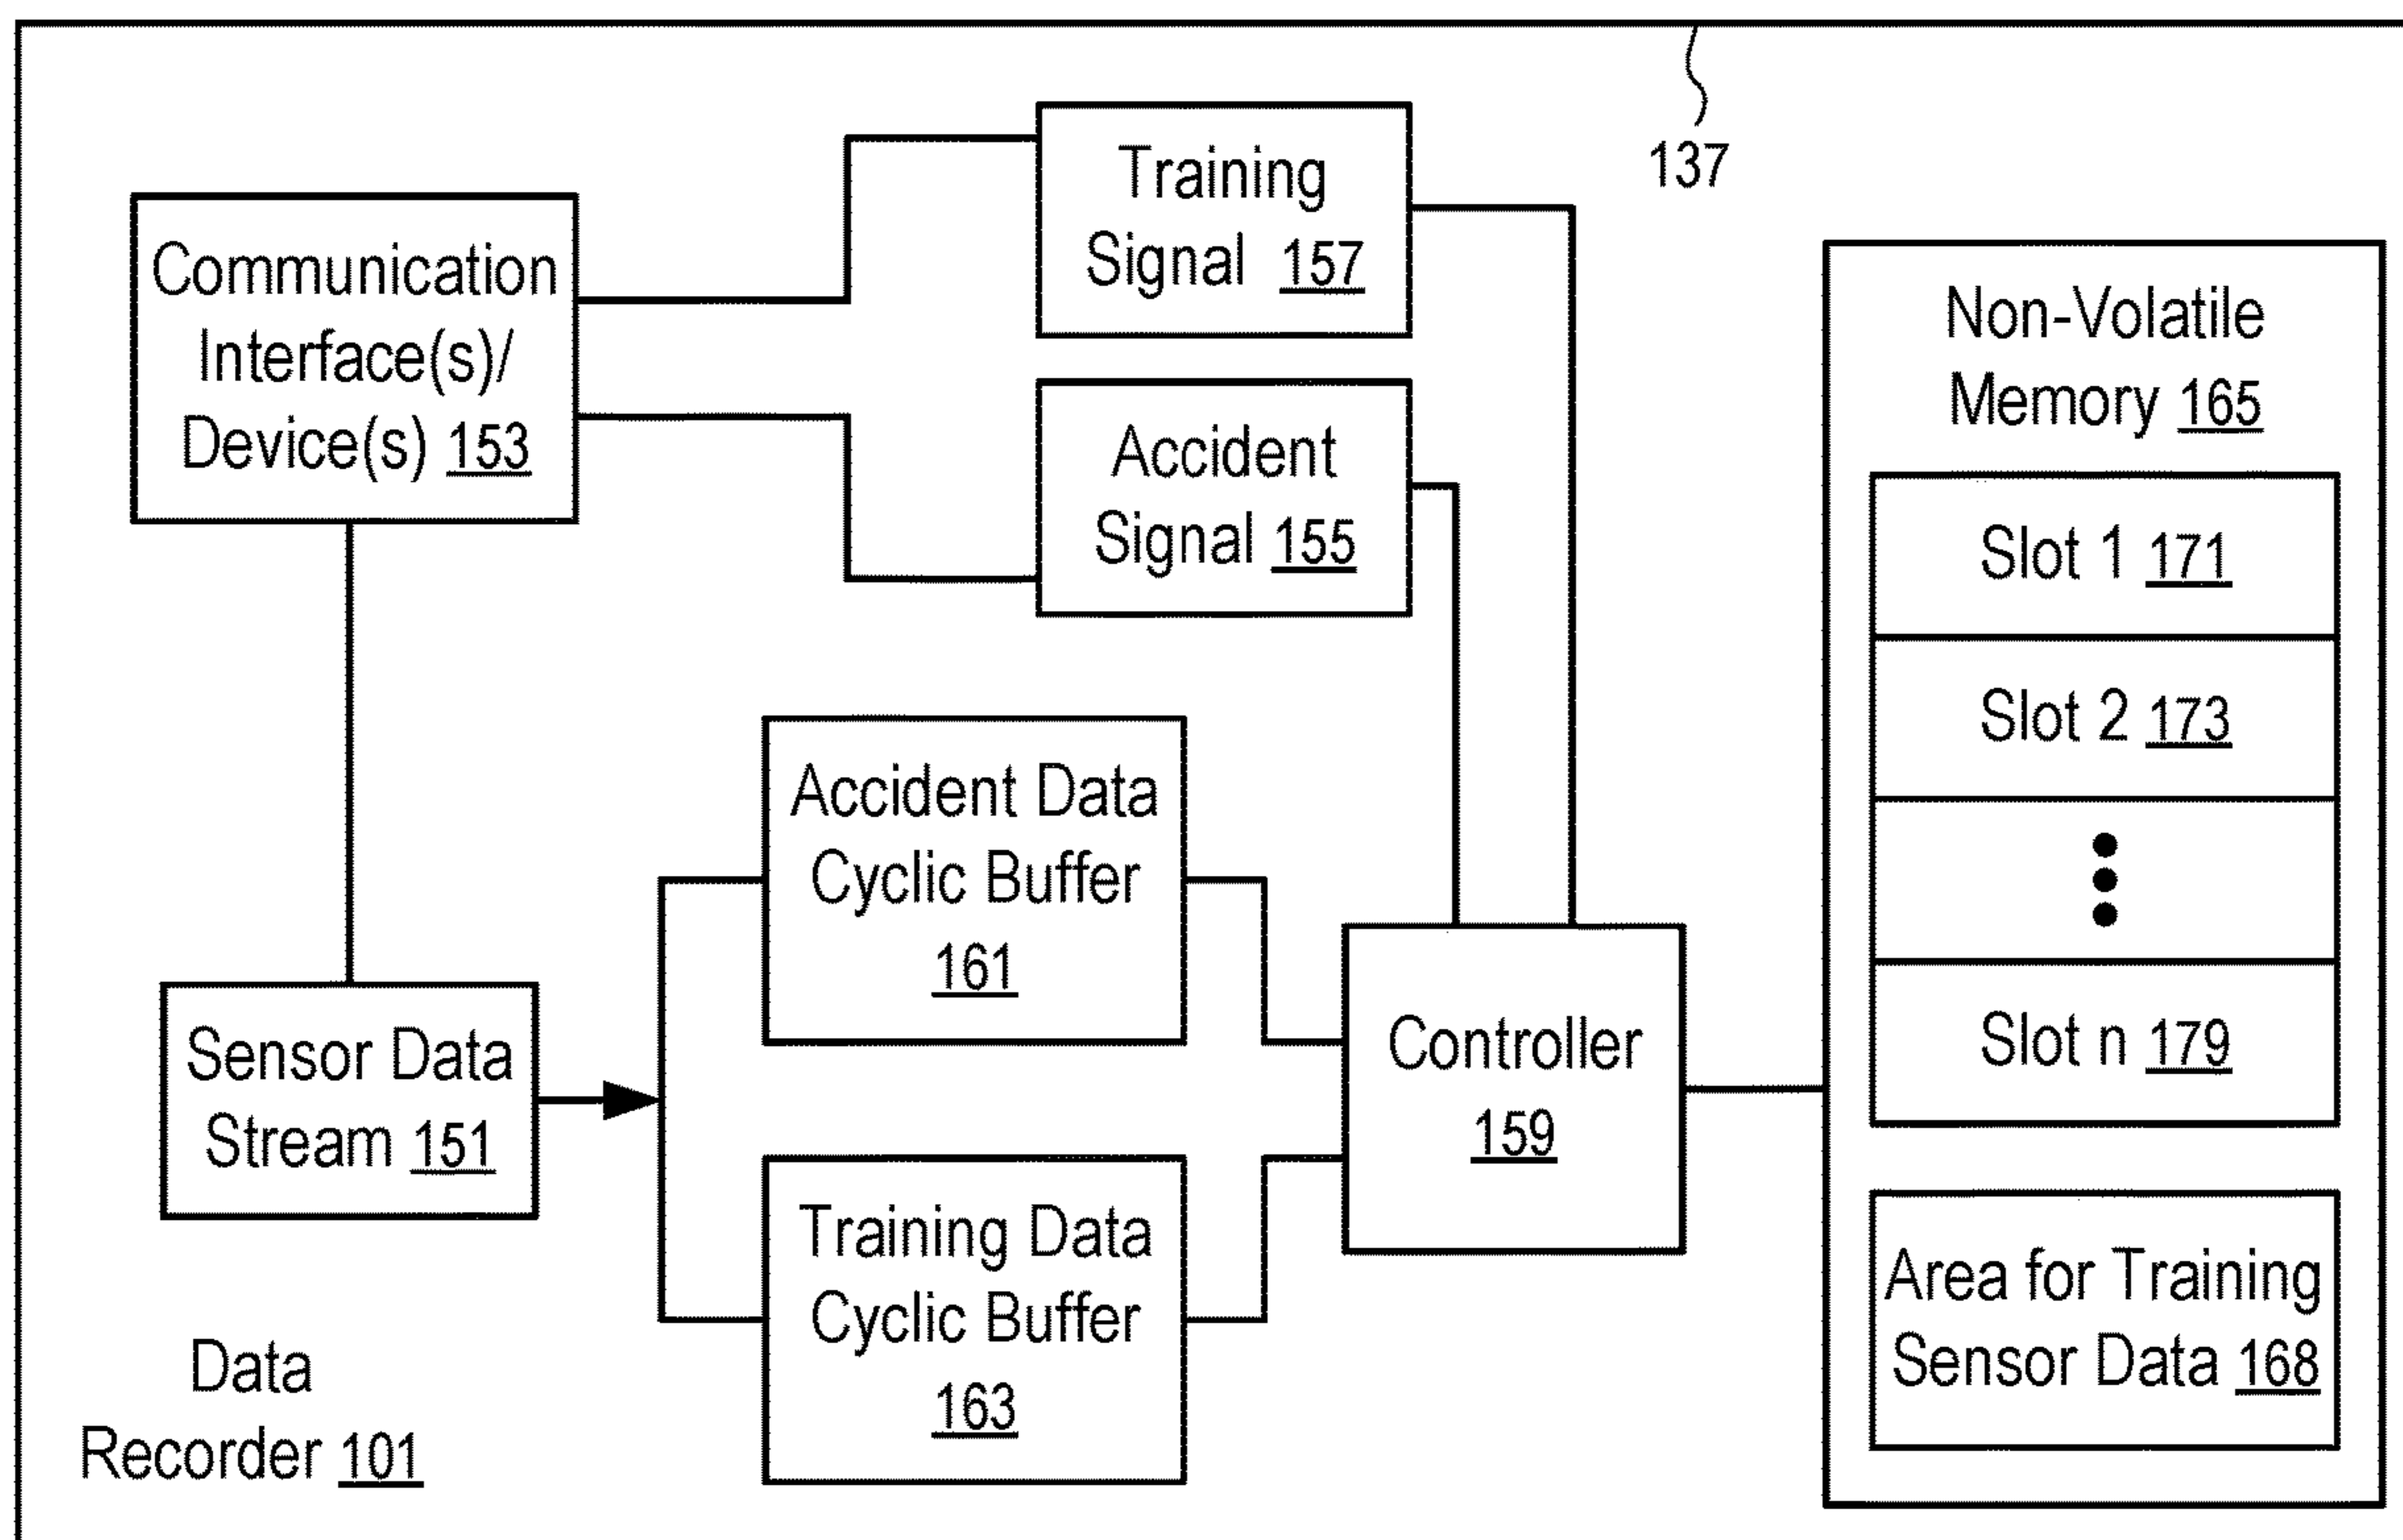 137
Training
Signal 157
Communication
Interface(s)/
Device(s) 153
Accident
Signal 155
Non-Volatile
Memory 165
Slot 1 171
Slot 2 173
Slot n 179
Area for Training
Sensor Data 168
Accident Data
Cyclic Buffer
161
Controller
159
Sensor Data
Stream 151
Training Data
Cyclic Buffer
163
Data
Recorder 101